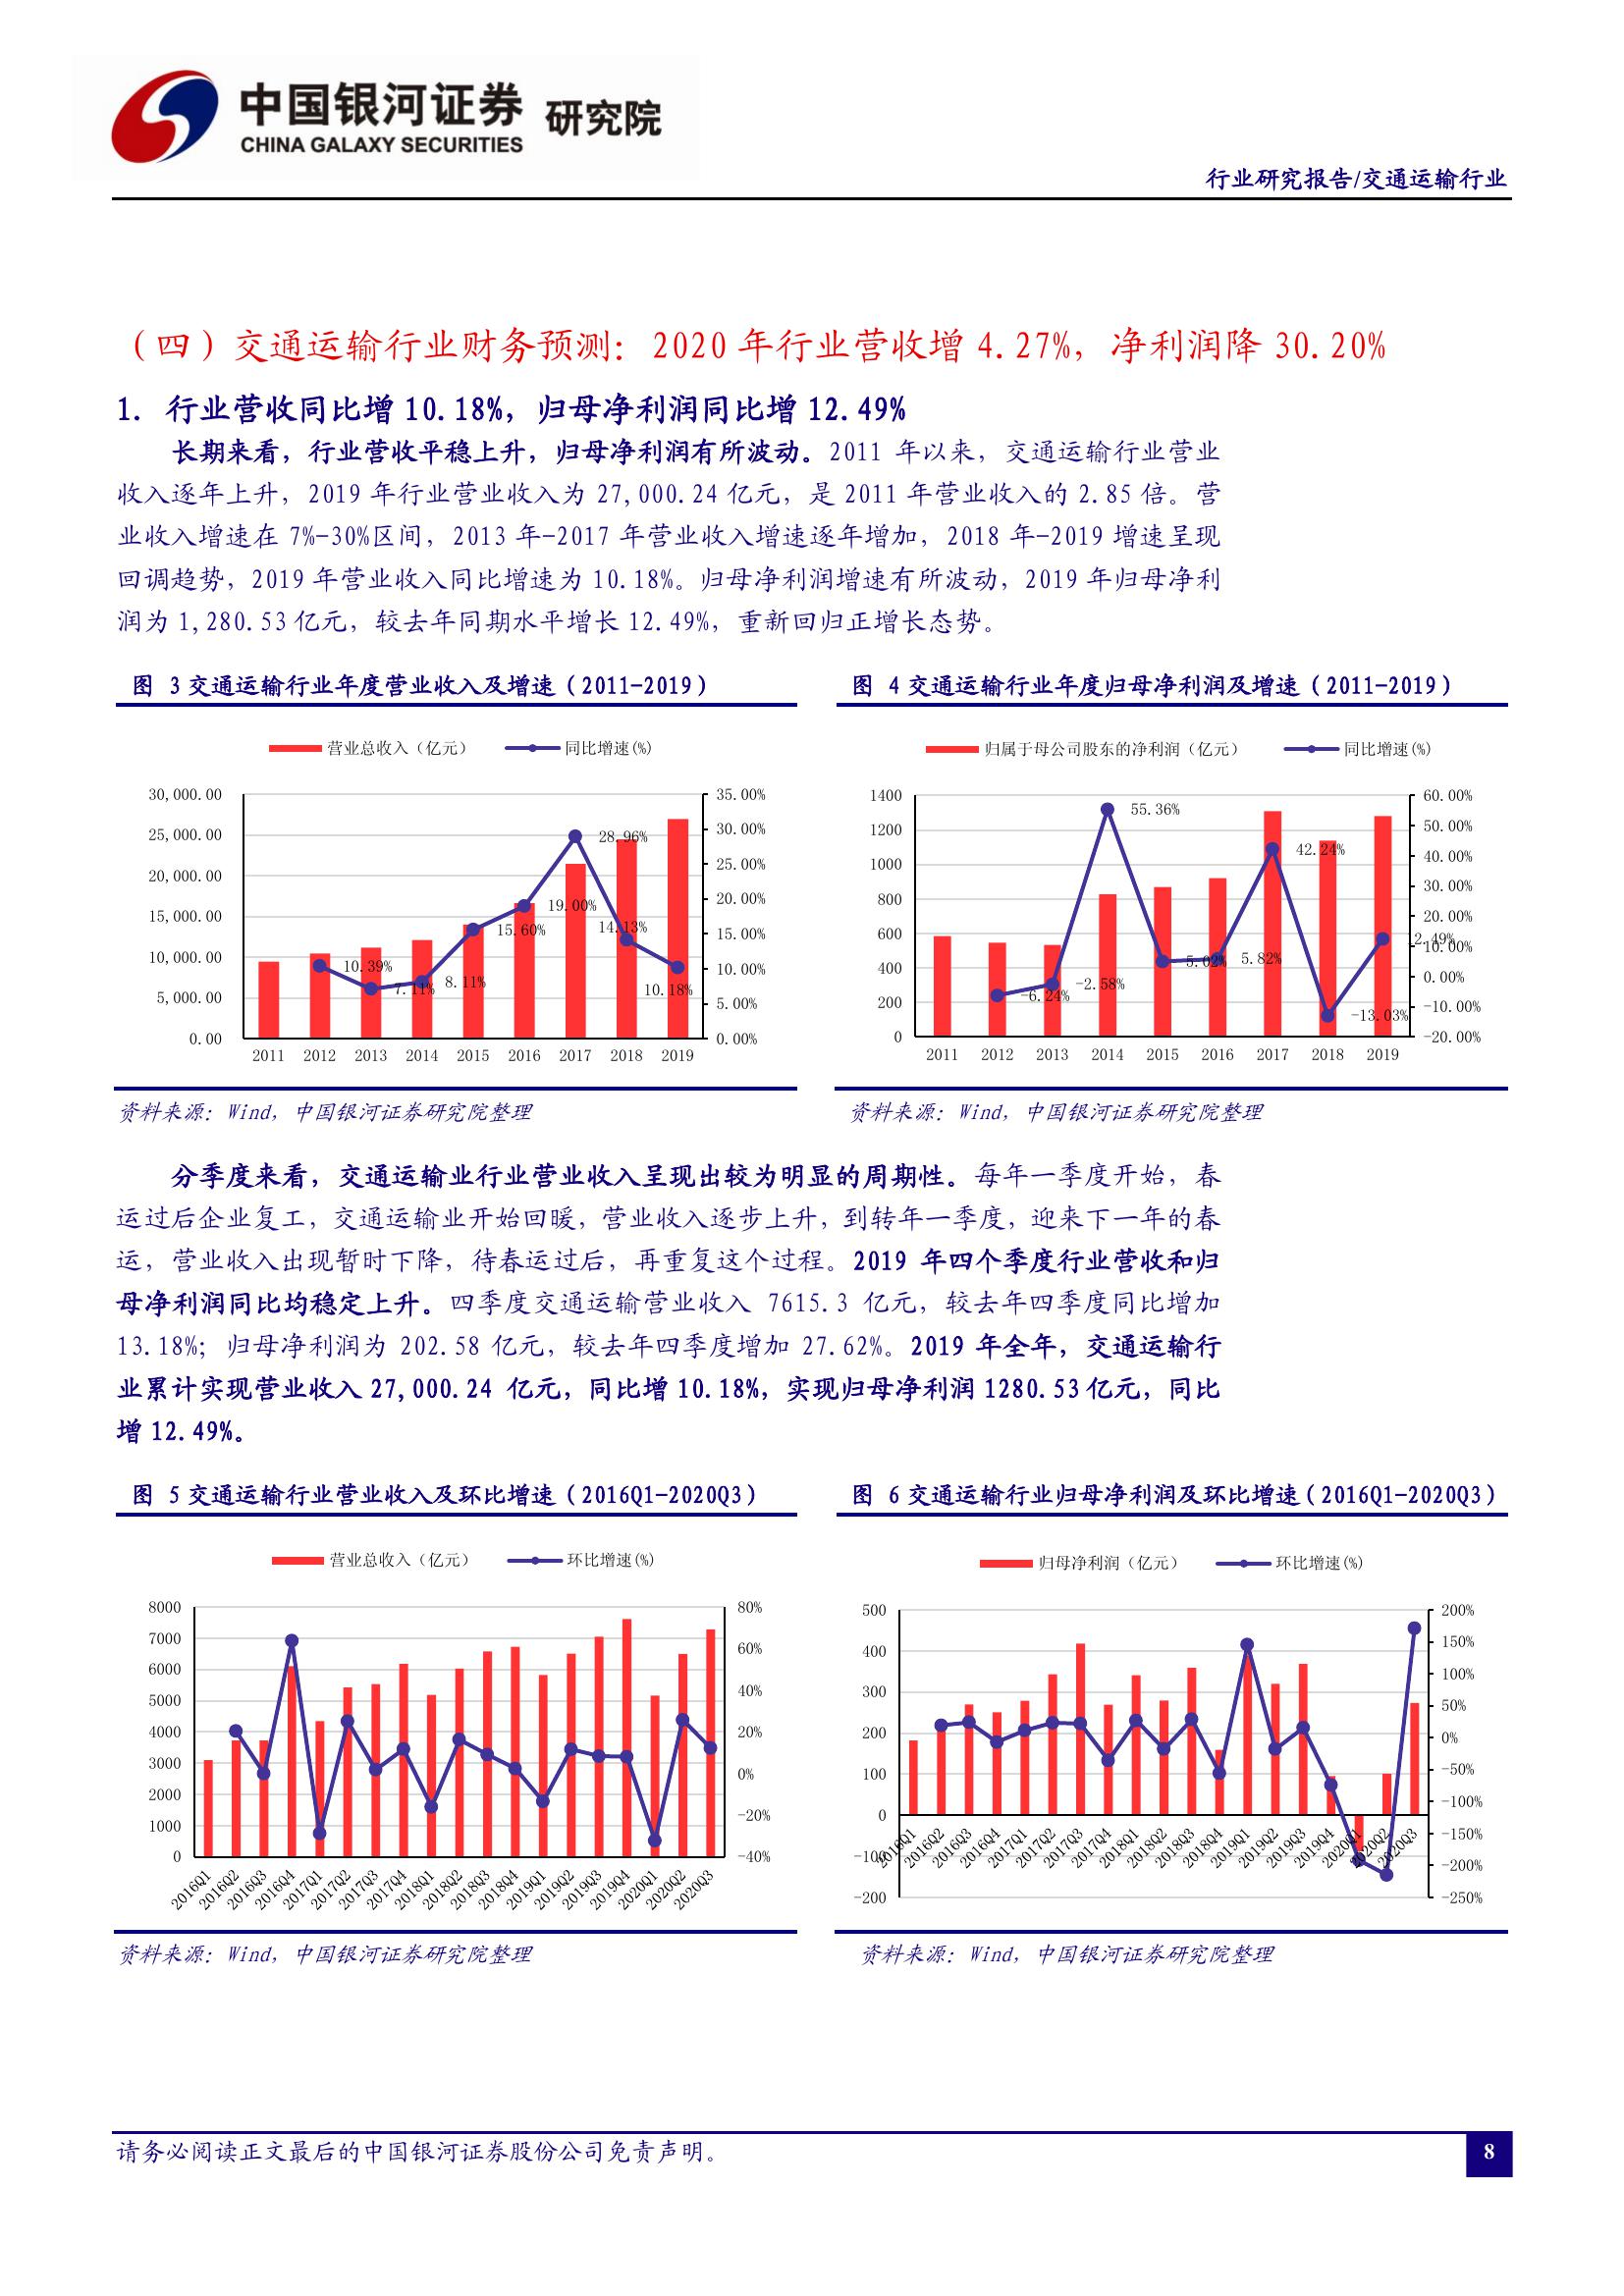 中国银河证券 研究院
CHINA GALAXY SECURITIES
行业研究报告/交通运输行业
（四）交通运输行业财务预测：2020 年行业营收增 4.27%，净利润降 30.20%
1. 行业营收同比增 10.18%，归母净利润同比增 12.49%
长期来看，行业营收平稳上升，归母净利润有所波动。2011 年以来，交通运输行业营业
收入逐年上升，2019 年行业营业收入为 27,000.24 亿元，是 2011 年营业收入的 2.85 倍。营
业收入增速在 7%-30%区间，2013 年-2017 年营业收入增速逐年增加，2018 年-2019 增速呈现
回调趋势，2019 年营业收入同比增速为 10.18%。归母净利润增速有所波动，2019 年归母净利
润为 1,280.53 亿元，较去年同期水平增长 12.49%，重新回归正增长态势。
图 3 交通运输行业年度营业收入及增速（2011-2019）
营业总收入（亿元） 同比增速(%)
30,000.00
25,000.00
20,000.00
15,000.00
10,000.00
5,000.00
0.00
35.00%
30.00%
25.00%
20.00%
15.00%
10.00%
5.00%
0.00%
10.39%
7.11%
8.11%
15.60%
19.00%
28.96%
14.13%
10.18%
2011 2012 2013 2014 2015 2016 2017 2018 2019
资料来源：Wind，中国银河证券研究院整理
图 4 交通运输行业年度归母净利润及增速（2011-2019）
归属于母公司股东的净利润（亿元） 同比增速(%)
1400
1200
1000
800
600
400
200
0
60.00%
50.00%
40.00%
30.00%
20.00%
10.00%
0.00%
-10.00%
-20.00%
-6.24%
-2.58%
55.36%
5.02%
5.82%
42.24%
-13.03%
2.49%
2011 2012 2013 2014 2015 2016 2017 2018 2019
资料来源：Wind，中国银河证券研究院整理
分季度来看，交通运输业行业营业收入呈现出较为明显的周期性。每年一季度开始，春
运过后企业复工，交通运输业开始回暖，营业收入逐步上升，到转年一季度，迎来下一年的春
运，营业收入出现暂时下降，待春运过后，再重复这个过程。2019 年四个季度行业营收和归
母净利润同比均稳定上升。四季度交通运输营业收入 7615.3 亿元，较去年四季度同比增加
13.18%；归母净利润为 202.58 亿元，较去年四季度增加 27.62%。2019 年全年，交通运输行
业累计实现营业收入 27,000.24 亿元，同比增 10.18%，实现归母净利润 1280.53 亿元，同比
增 12.49%。
图 5 交通运输行业营业收入及环比增速（2016Q1-2020Q3）
营业总收入（亿元） 环比增速(%)
8000
7000
6000
5000
4000
3000
2000
1000
0
80%
60%
40%
20%
0%
-20%
-40%
2016Q1 2016Q2 2016Q3 2016Q4 2017Q1 2017Q2 2017Q3 2017Q4 2018Q1 2018Q2 2018Q3 2018Q4 2019Q1 2019Q2 2019Q3 2019Q4 2020Q1 2020Q2 2020Q3
资料来源：Wind，中国银河证券研究院整理
图 6 交通运输行业归母净利润及环比增速（2016Q1-2020Q3）
归母净利润（亿元） 环比增速(%)
500
400
300
200
100
0
-100
-200
200%
150%
100%
50%
0%
-50%
-100%
-150%
-200%
-250%
2016Q1 2016Q2 2016Q3 2016Q4 2017Q1 2017Q2 2017Q3 2017Q4 2018Q1 2018Q2 2018Q3 2018Q4 2019Q1 2019Q2 2019Q3 2019Q4 2020Q1 2020Q2 2020Q3
资料来源：Wind，中国银河证券研究院整理
请务必阅读正文最后的中国银河证券股份公司免责声明。
8